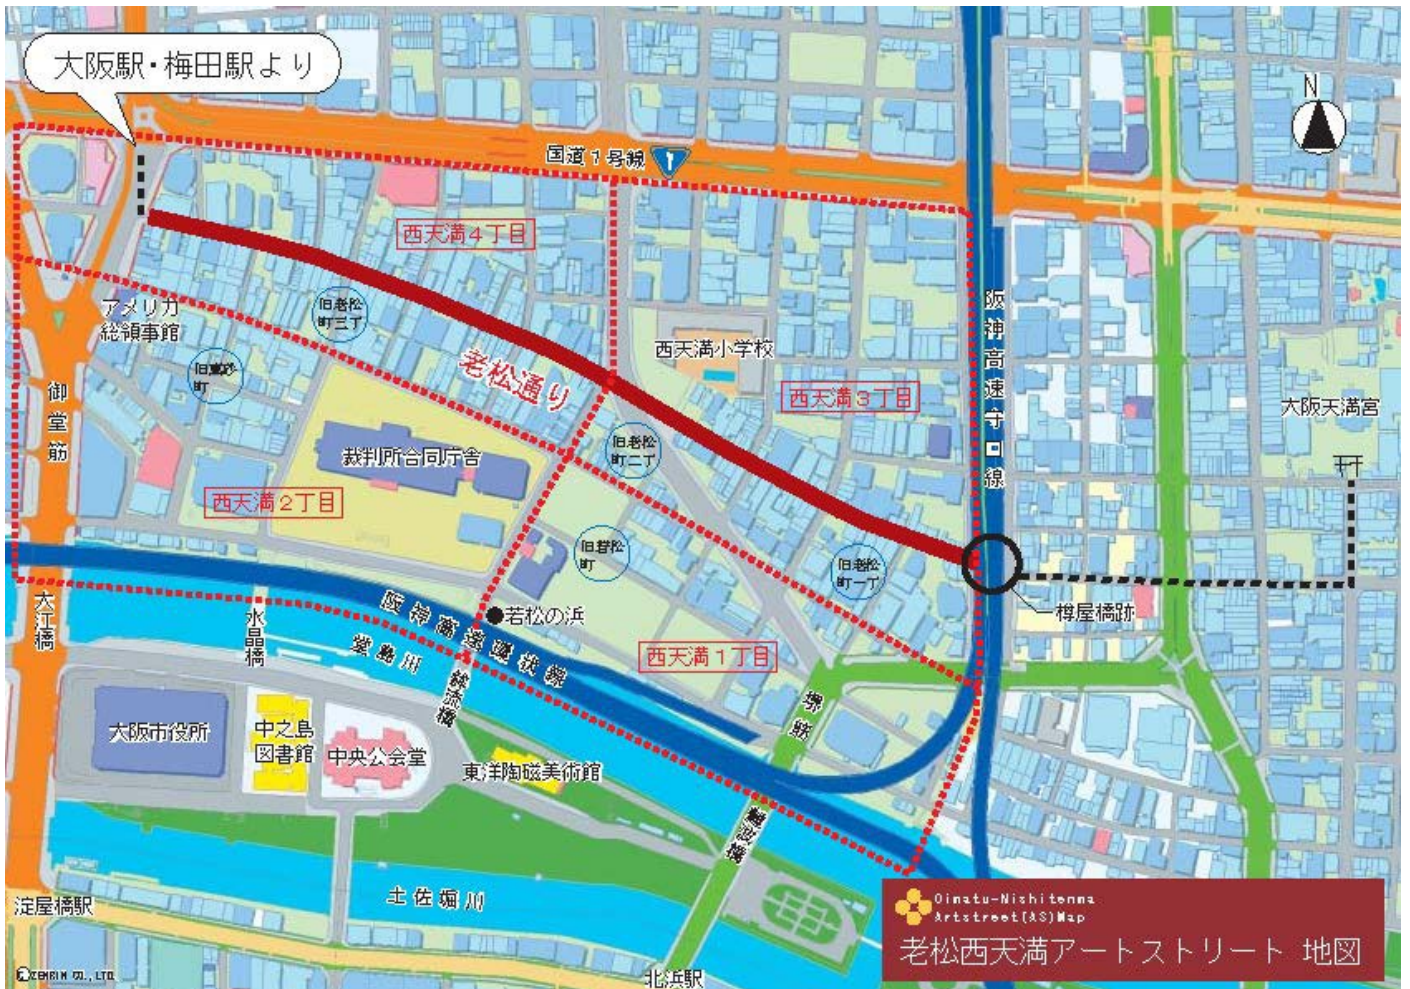 大阪駅・梅田駅より
N
国道1号線
1
西天満4丁目
アメリカ
総領事館
旧老松
町三丁
御堂筋
老松通り
西天満小学校
西天満3丁目
阪神高速守口線
大阪天満宮
裁判所合同庁舎
旧老松
町二丁
西天満2丁目
旧若松
町
旧老松
町一丁
樽屋橋跡
大江橋
水晶橋
若松の浜
阪神高速環状線
堂島川
鉾流橋
西天満1丁目
堺筋
大阪市役所
中之島
図書館
中央公会堂
東洋陶磁美術館
難波橋
土佐堀川
淀屋橋駅
北浜駅
Oinatu-Nishitenma
Artstreet(AS)Map
老松西天満アートストリート 地図
ZENRIN CO., LTD.